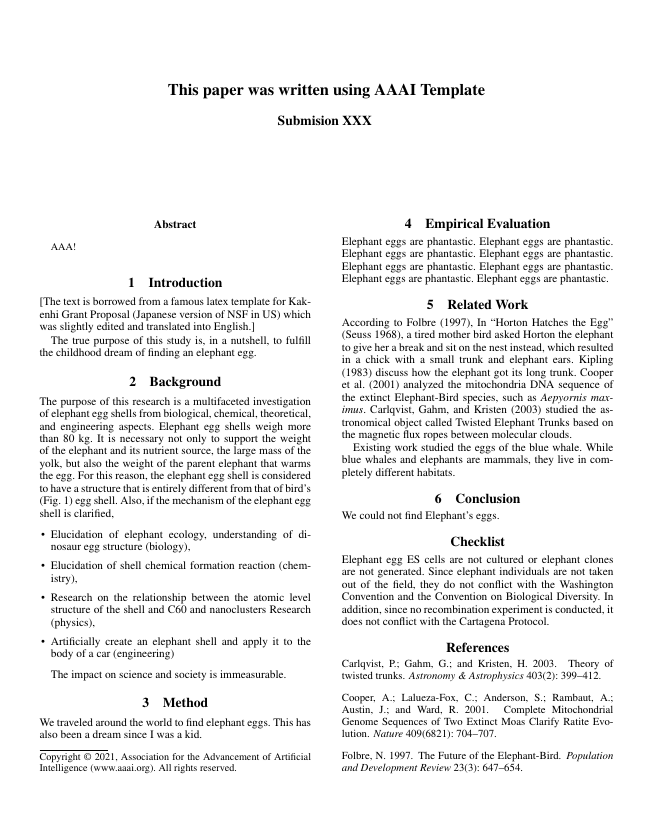 This paper was written using AAAI Template
Submision XXX
Abstract
AAA!
1 Introduction
[The text is borrowed from a famous latex template for Kak-
enhi Grant Proposal (Japanese version of NSF in US) which
was slightly edited and translated into English.]
The true purpose of this study is, in a nutshell, to fulfill
the childhood dream of finding an elephant egg.
2 Background
The purpose of this research is a multifaceted investigation
of elephant egg shells from biological, chemical, theoretical,
and engineering aspects. Elephant egg shells weigh more
than 80 kg. It is necessary not only to support the weight
of the elephant and its nutrient source, the large mass of the
yolk, but also the weight of the parent elephant that warms
the egg. For this reason, the elephant egg shell is considered
to have a structure that is entirely different from that of bird's
(Fig. 1) egg shell. Also, if the mechanism of the elephant egg
shell is clarified,
• Elucidation of elephant ecology, understanding of di-
nosaur egg structure (biology),
• Elucidation of shell chemical formation reaction (chem-
istry),
• Research on the relationship between the atomic level
structure of the shell and C60 and nanoclusters Research
(physics),
• Artificially create an elephant shell and apply it to the
body of a car (engineering)
The impact on science and society is immeasurable.
3 Method
We traveled around the world to find elephant eggs. This has
also been a dream since I was a kid.
Copyright © 2021, Association for the Advancement of Artificial
Intelligence (www.aaai.org). All rights reserved.
4 Empirical Evaluation
Elephant eggs are phantastic. Elephant eggs are phantastic.
Elephant eggs are phantastic. Elephant eggs are phantastic.
Elephant eggs are phantastic. Elephant eggs are phantastic.
Elephant eggs are phantastic. Elephant eggs are phantastic.
5 Related Work
According to Folbre (1997), In “Horton Hatches the Egg”
(Seuss 1968), a tired mother bird asked Horton the elephant
to give her a break and sit on the nest instead, which resulted
in a chick with a small trunk and elephant ears. Kipling
(1983) discuss how the elephant got its long trunk. Cooper
et al. (2001) analyzed the mitochondria DNA sequence of
the extinct Elephant-Bird species, such as Aepyornis max-
imus. Carlqvist, Gahm, and Kristen (2003) studied the as-
tronomical object called Twisted Elephant Trunks based on
the magnetic flux ropes between molecular clouds.
Existing work studied the eggs of the blue whale. While
blue whales and elephants are mammals, they live in com-
pletely different habitats.
6 Conclusion
We could not find Elephant's eggs.
Checklist
Elephant egg ES cells are not cultured or elephant clones
are not generated. Since elephant individuals are not taken
out of the field, they do not conflict with the Washington
Convention and the Convention on Biological Diversity. In
addition, since no recombination experiment is conducted, it
does not conflict with the Cartagena Protocol.
References
Carlqvist, P.; Gahm, G.; and Kristen, H. 2003. Theory of
twisted trunks. Astronomy & Astrophysics 403(2): 399–412.
Cooper, A.; Lalueza-Fox, C.; Anderson, S.; Rambaut, A.;
Austin, J.; and Ward, R. 2001. Complete Mitochondrial
Genome Sequences of Two Extinct Moas Clarify Ratite Evo-
lution. Nature 409(6821): 704–707.
Folbre, N. 1997. The Future of the Elephant-Bird. Population
and Development Review 23(3): 647–654.